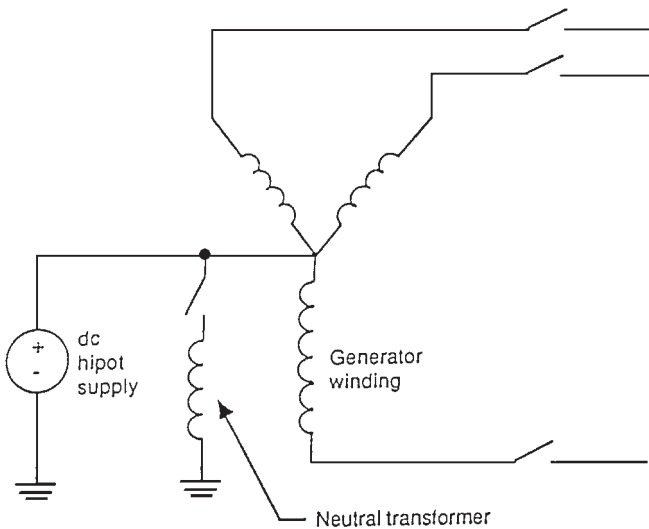 +
-
dc
hipot
supply
Generator
winding
Neutral transformer